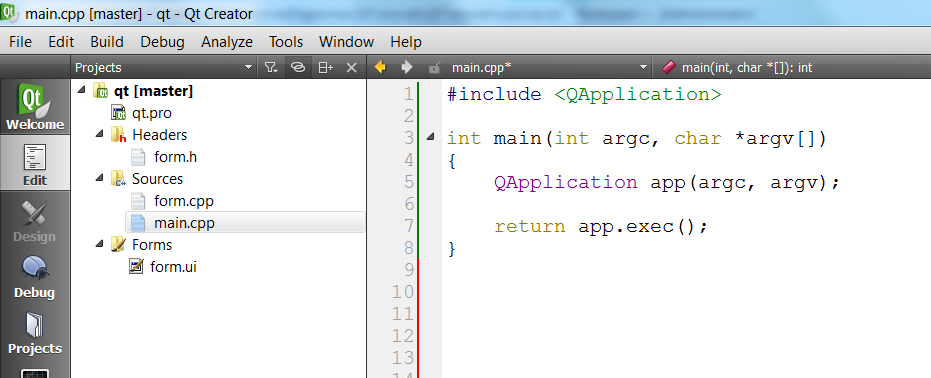 main.cpp [master] - qt - Qt Creator
File Edit Build Debug Analyze Tools Window Help
Projects main.cpp* main(int, char *[]): int
Qt
Welcome
Edit
Design
Debug
Projects
qt [master]
qt.pro
Headers
form.h
Sources
form.cpp
main.cpp
Forms
form.ui
1 #include <QApplication>
2
3 int main(int argc, char *argv[])
4 {
5     QApplication app(argc, argv);
6
7     return app.exec();
8 }
9
10
11
12
13